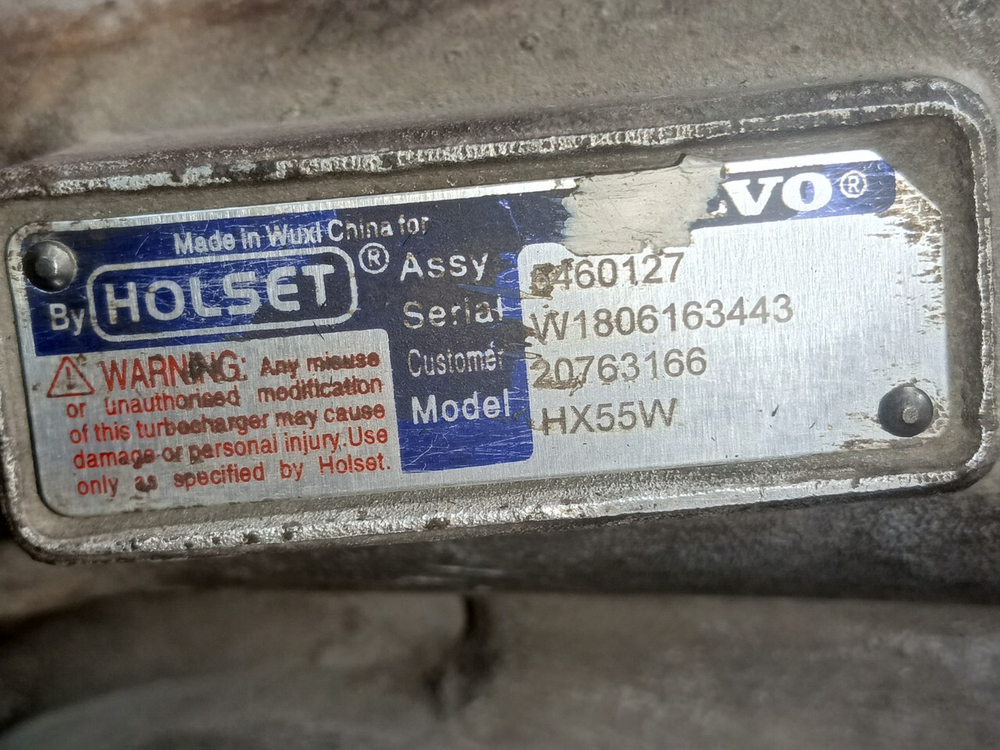 Made in Wuxi China for
VO®
By HOLSET®
Assy
Serial W1806163443
Customer 20763166
Model HX55W
WARNING: Any misuse
or unauthorised modification
of this turbocharger may cause
damage or personal injury. Use
only as specified by Holset.